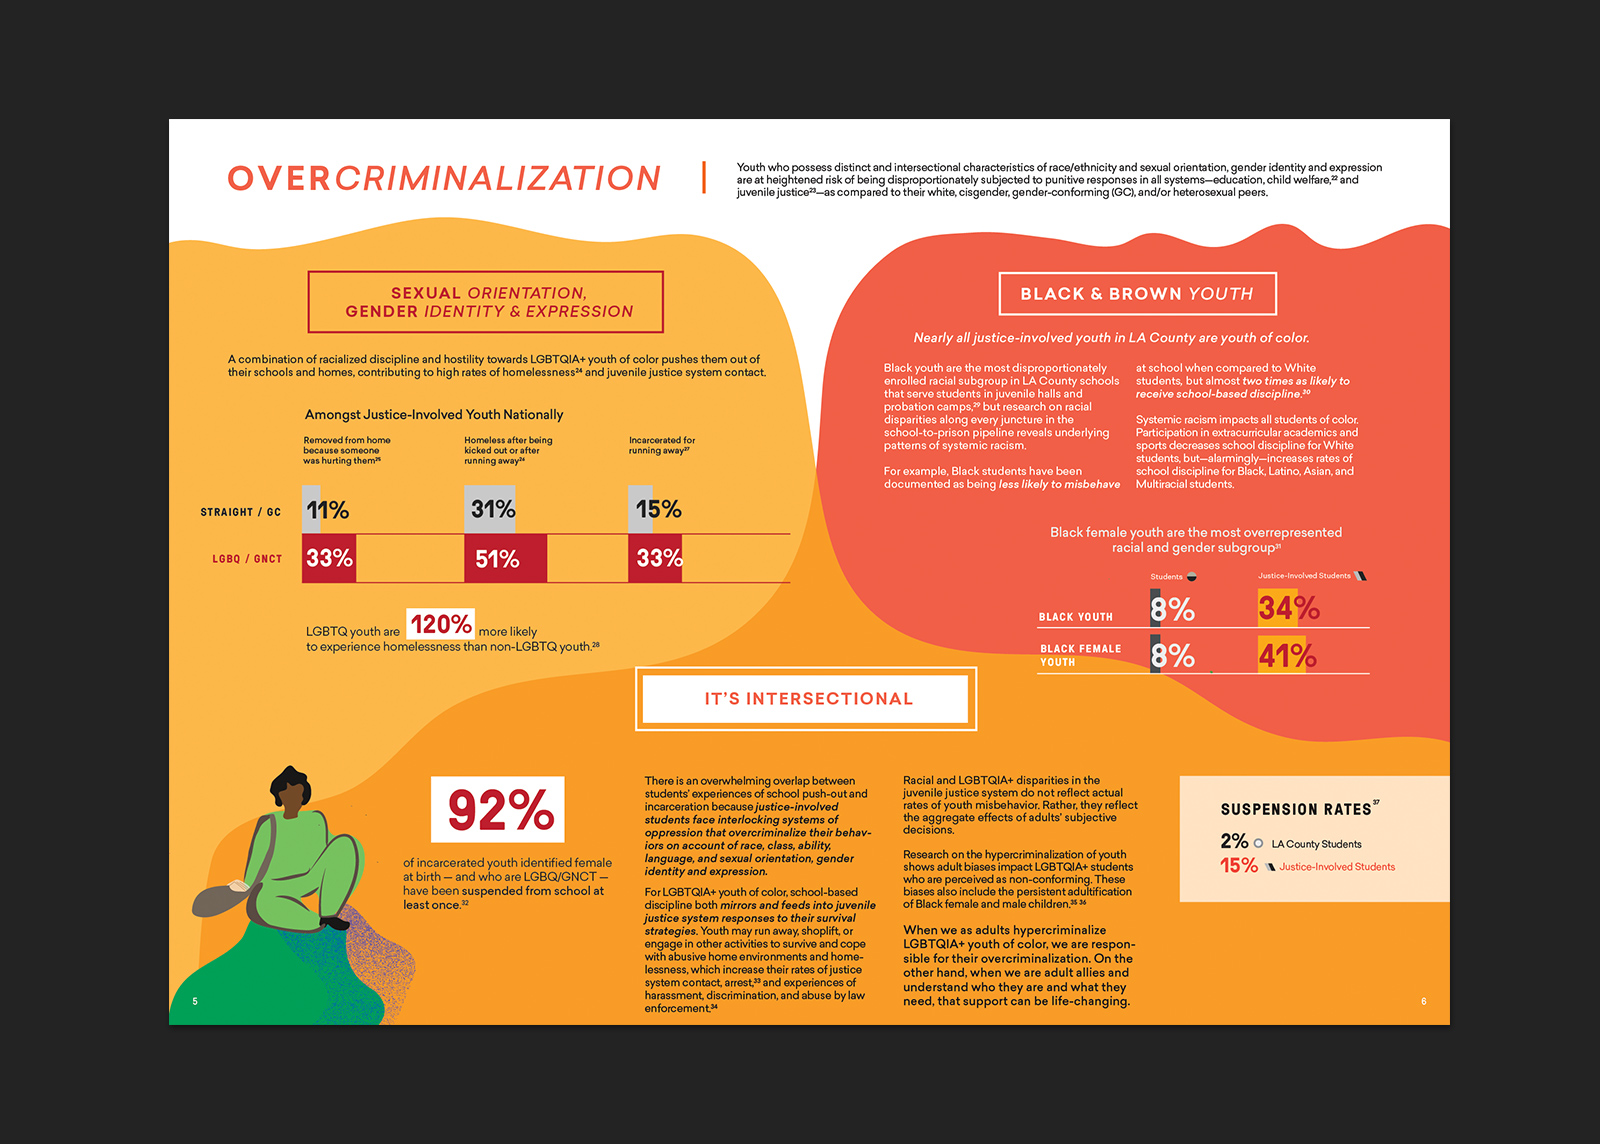 OVERCRIMINALIZATION
Youth who possess distinct and intersectional characteristics of race/ethnicity and sexual orientation, gender identity and expression
are at heightened risk of being disproportionately subjected to punitive responses in all systems—education, child welfare,²² and
juvenile justice²³—as compared to their white, cisgender, gender-conforming (GC), and/or heterosexual peers.
SEXUAL ORIENTATION,
GENDER IDENTITY & EXPRESSION
A combination of racialized discipline and hostility towards LGBTQIA+ youth of color pushes them out of
their schools and homes, contributing to high rates of homelessness²⁴ and juvenile justice system contact.
Amongst Justice-Involved Youth Nationally
Removed from home
because someone
was hurting them²⁵
Homeless after being
kicked out or after
running away²⁶
Incarcerated for
running away²⁷
STRAIGHT / GC
11%
31%
15%
LGBQ / GNCT
33%
51%
33%
LGBTQ youth are 120% more likely
to experience homelessness than non-LGBTQ youth.²⁸
BLACK & BROWN YOUTH
Nearly all justice-involved youth in LA County are youth of color.
Black youth are the most disproportionately
enrolled racial subgroup in LA County schools
that serve students in juvenile halls and
probation camps,²⁹ but research on racial
disparities along every juncture in the
school-to-prison pipeline reveals underlying
patterns of systemic racism.
For example, Black students have been
documented as being less likely to misbehave
at school when compared to White
students, but almost two times as likely to
receive school-based discipline.³⁰
Systemic racism impacts all students of color.
Participation in extracurricular academics and
sports decreases school discipline for White
students, but—alarmingly—increases rates of
school discipline for Black, Latino, Asian, and
Multiracial students.
Black female youth are the most overrepresented
racial and gender subgroup³¹
Students
Justice-Involved Students
BLACK YOUTH
8%
34%
BLACK FEMALE
YOUTH
8%
41%
IT'S INTERSECTIONAL
92%
of incarcerated youth identified female
at birth — and who are LGBQ/GNCT —
have been suspended from school at
least once.³²
There is an overwhelming overlap between
students' experiences of school push-out and
incarceration because justice-involved
students face interlocking systems of
oppression that overcriminalize their behav-
iors on account of race, class, ability,
language, and sexual orientation, gender
identity and expression.
For LGBTQIA+ youth of color, school-based
discipline both mirrors and feeds into juvenile
justice system responses to their survival
strategies. Youth may run away, shoplift, or
engage in other activities to survive and cope
with abusive home environments and home-
lessness, which increase their rates of justice
system contact, arrest,³³ and experiences of
harassment, discrimination, and abuse by law
enforcement.³⁴
Racial and LGBTQIA+ disparities in the
juvenile justice system do not reflect actual
rates of youth misbehavior. Rather, they reflect
the aggregate effects of adults' subjective
decisions.
Research on the hypercriminalization of youth
shows adult biases impact LGBTQIA+ students
who are perceived as non-conforming. These
biases also include the persistent adultification
of Black female and male children.³⁵ ³⁶
When we as adults hypercriminalize
LGBTQIA+ youth of color, we are respon-
sible for their overcriminalization. On the
other hand, when we are adult allies and
understand who they are and what they
need, that support can be life-changing.
SUSPENSION RATES³⁷
2% LA County Students
15% Justice-Involved Students
5
6